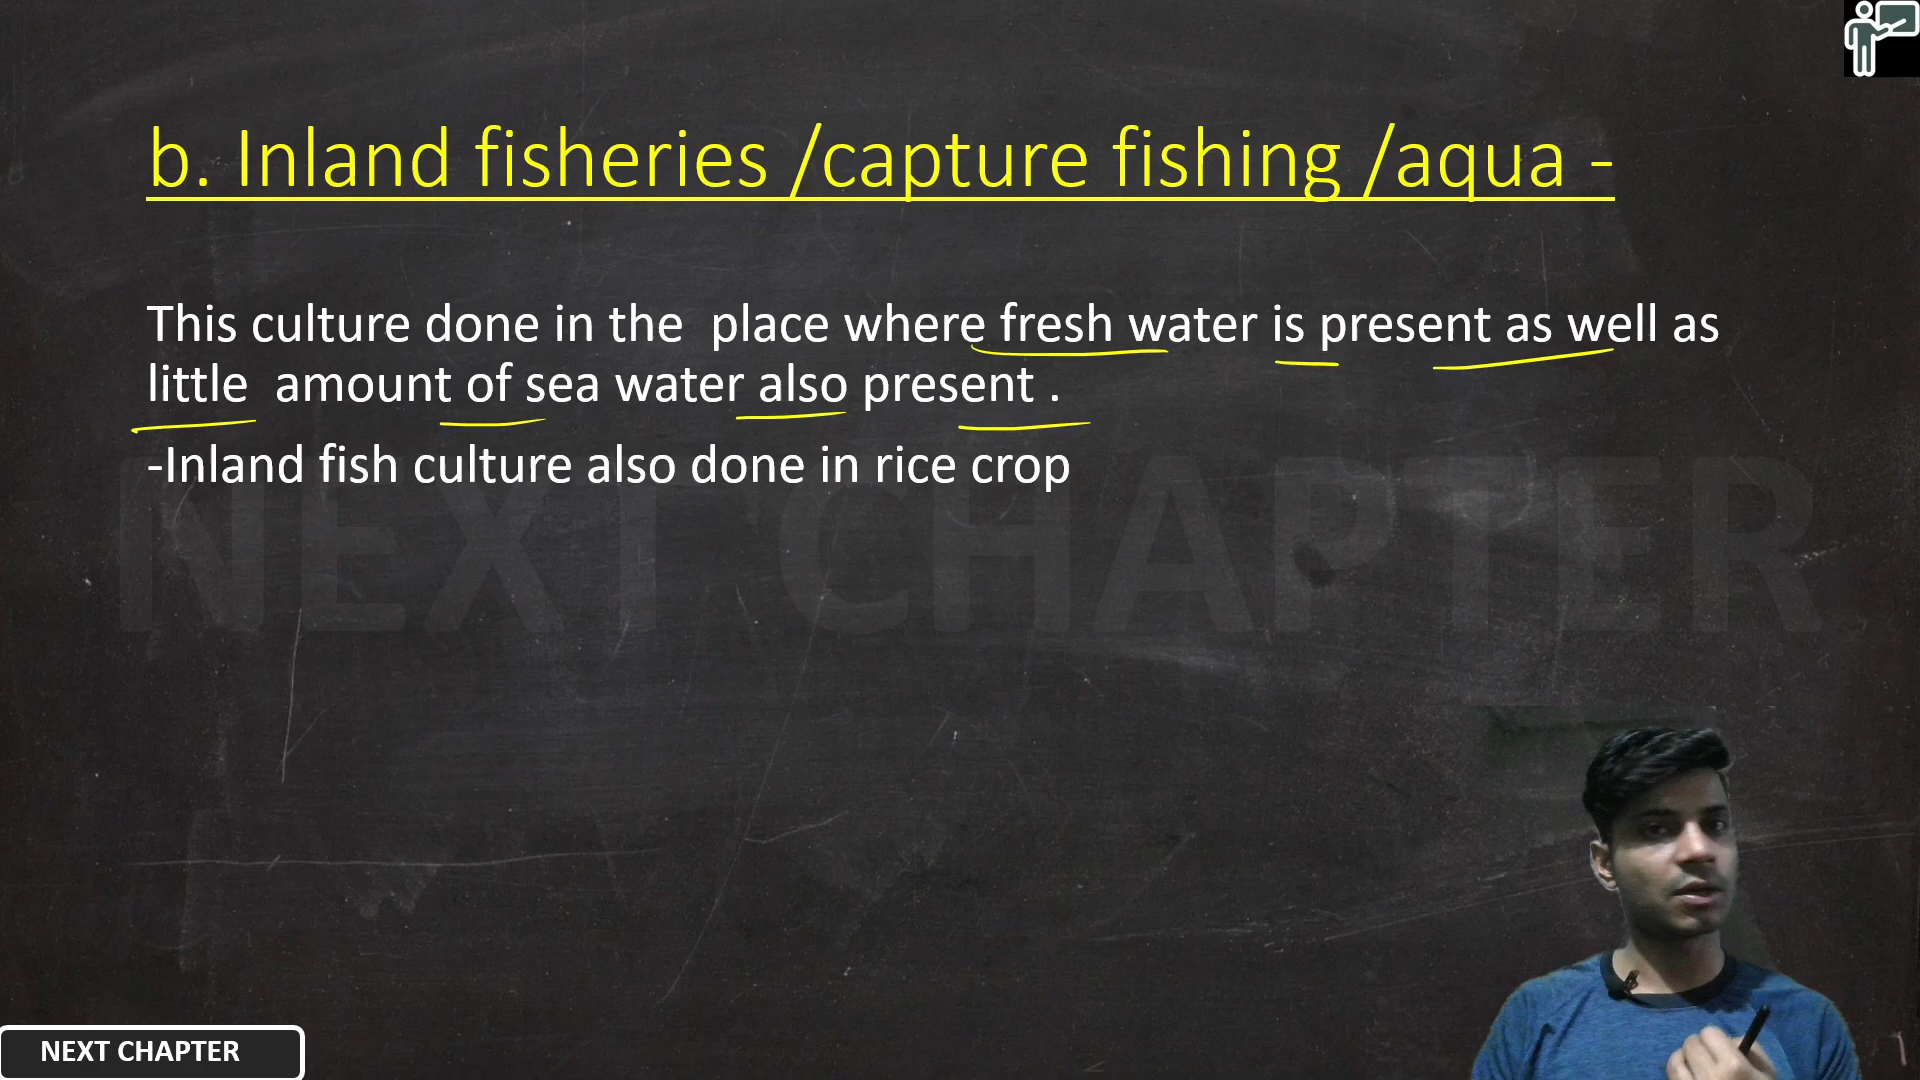 b. Inland fisheries /capture fishing /aqua -
This culture done in the  place where fresh water is present as well as
little  amount of sea water also present .
-Inland fish culture also done in rice crop
NEXT CHAPTER
NEXT CHAPTER